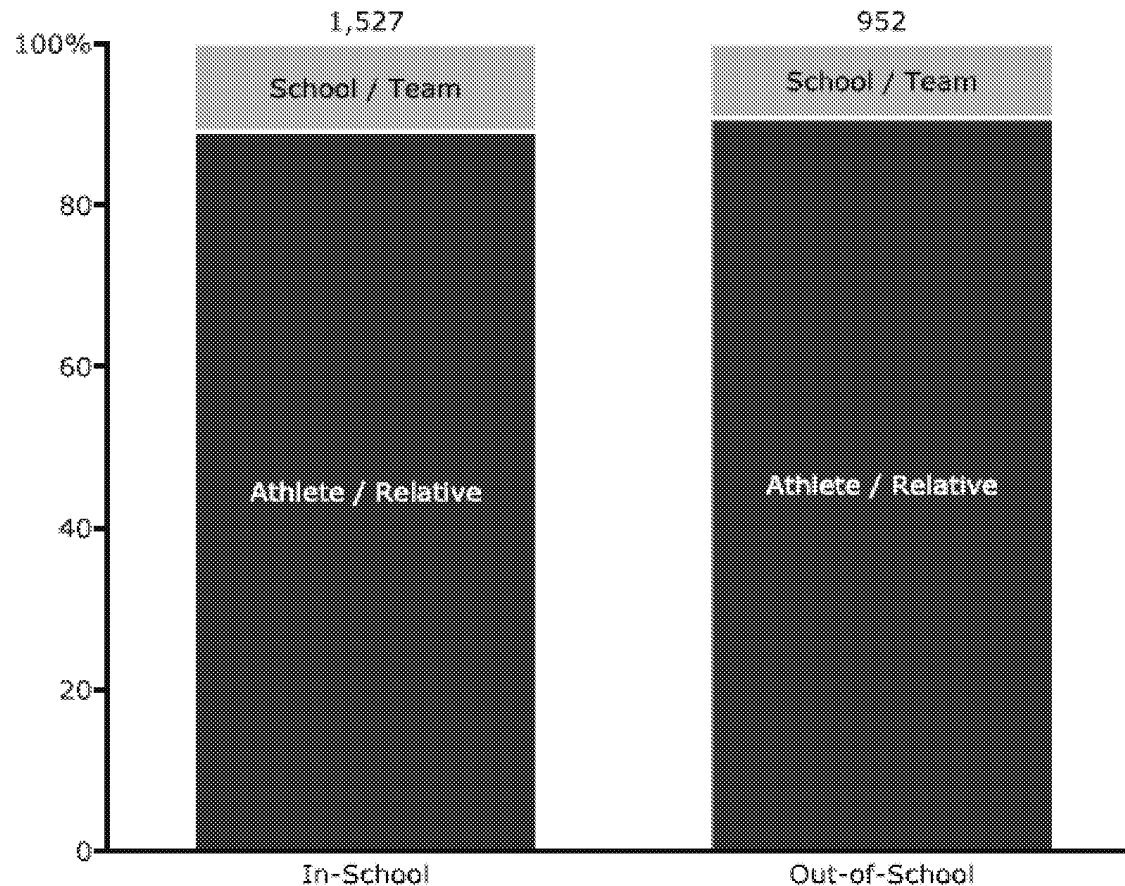 1,527
952
100%
School / Team
School / Team
80
60
Athlete / Relative
Athlete / Relative
40
20
0
In-School
Out-of-School